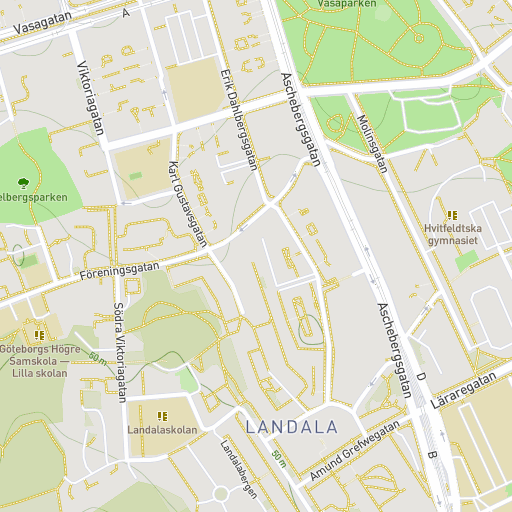 Vasagatan
A
Vasaparken
Viktoriagatan
Erik Dahlbergsgatan
Aschebergsgatan
Molinsgatan
Karl Gustavsgatan
elbergsparken
Hvitfeldtska
gymnasiet
Föreningsgatan
Södra Viktoriagatan
Aschebergsgatan
Göteborgs Högre
Samskola —
Lilla skolan
50 m
D
Läraregatan
Landalaskolan
LANDALA
Amund Grefwegatan
B
Landalabergen
50 m